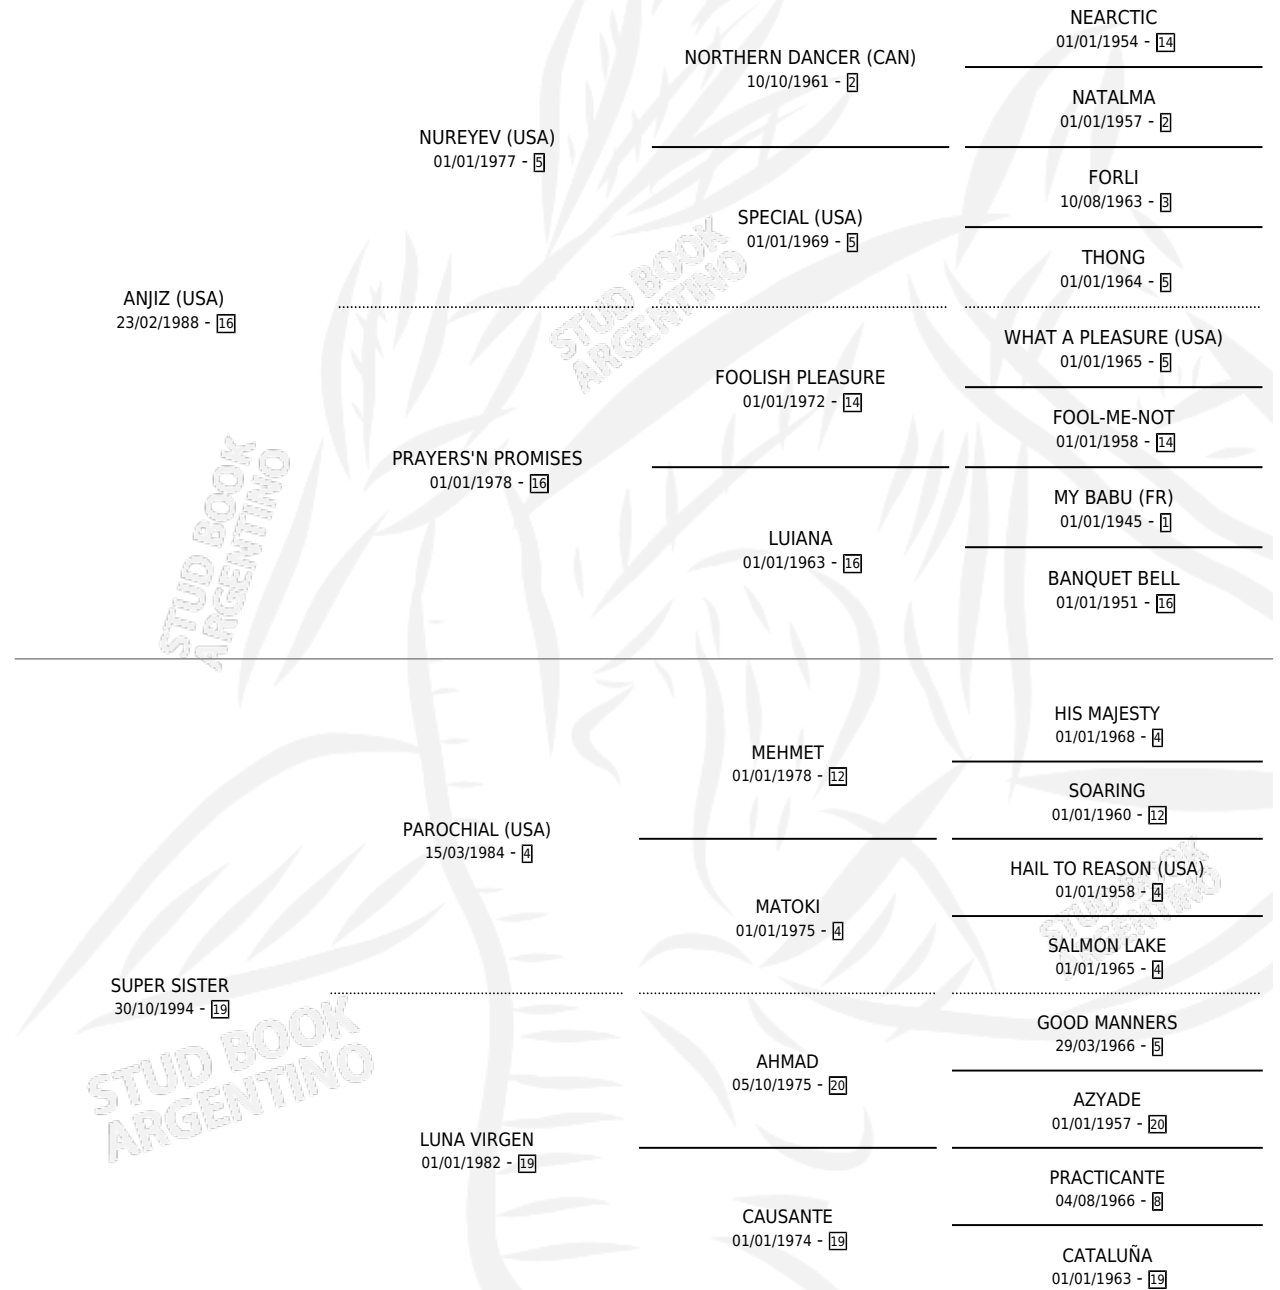 NEARCTIC
01/01/1954 - 14
NORTHERN DANCER (CAN)
10/10/1961 - 2
NATALMA
01/01/1957 - 2
NUREYEV (USA)
01/01/1977 - 5
FORLI
10/08/1963 - 3
SPECIAL (USA)
01/01/1969 - 5
THONG
01/01/1964 - 5
ANJIZ (USA)
23/02/1988 - 16
STUD BOOK
ARGENTINO
WHAT A PLEASURE (USA)
01/01/1965 - 5
FOOLISH PLEASURE
01/01/1972 - 14
FOOL-ME-NOT
01/01/1958 - 14
PRAYERS'N PROMISES
01/01/1978 - 16
MY BABU (FR)
01/01/1945 - 1
LUIANA
01/01/1963 - 16
BANQUET BELL
01/01/1951 - 16
STUD BOOK
ARGENTINO
HIS MAJESTY
01/01/1968 - 4
MEHMET
01/01/1978 - 12
SOARING
01/01/1960 - 12
PAROCHIAL (USA)
15/03/1984 - 4
HAIL TO REASON (USA)
01/01/1958 - 4
MATOKI
01/01/1975 - 4
STUD BOOK
ARGENTINO
SALMON LAKE
01/01/1965 - 4
SUPER SISTER
30/10/1994 - 19
STUD BOOK
ARGENTINO
GOOD MANNERS
29/03/1966 - 5
AHMAD
05/10/1975 - 20
AZYADE
01/01/1957 - 20
LUNA VIRGEN
01/01/1982 - 19
PRACTICANTE
04/08/1966 - 8
CAUSANTE
01/01/1974 - 19
CATALUÑA
01/01/1963 - 19